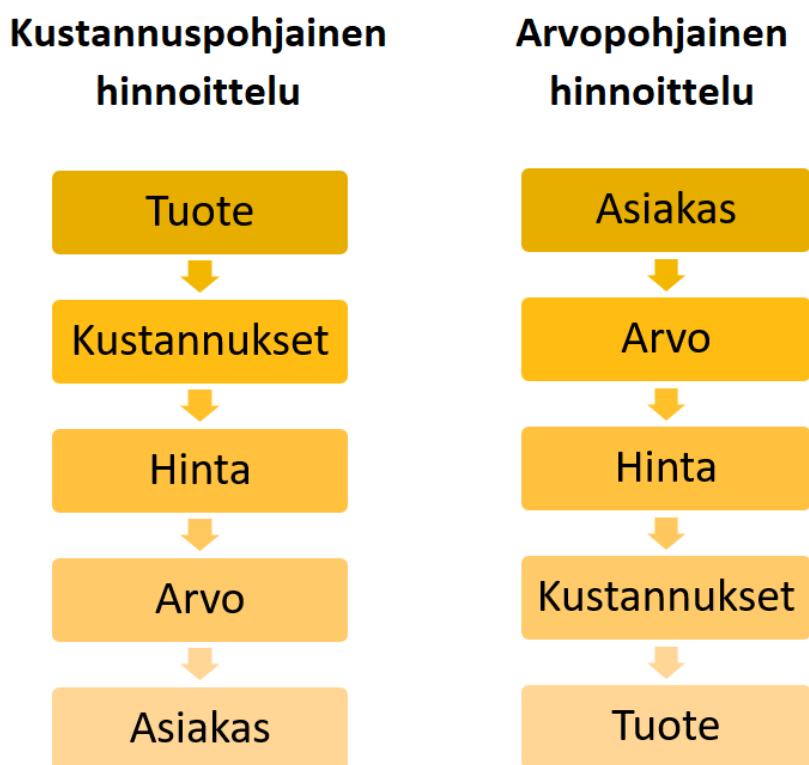 Kustannuspohjainen
hinnoittelu
Tuote
Kustannukset
Hinta
Arvo
Asiakas
Arvopohjainen
hinnoittelu
Asiakas
Arvo
Hinta
Kustannukset
Tuote